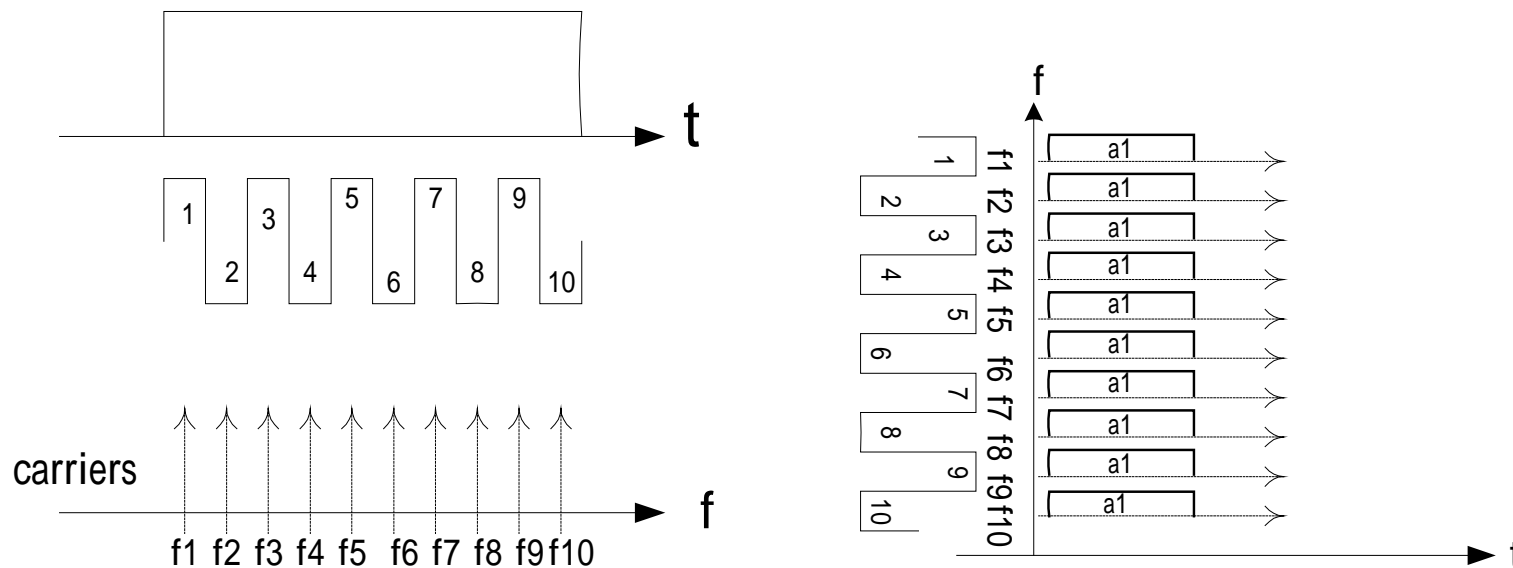 t
1
2
3
4
5
6
7
8
9
10
carriers
f
f1 f2 f3 f4 f5 f6 f7 f8 f9 f10
f
1 f1 a1
2 f2 a1
3 f3 a1
4 f4 a1
5 f5 a1
6 f6 a1
7 f7 a1
8 f8 a1
9 f9 a1
10 f10 a1
t